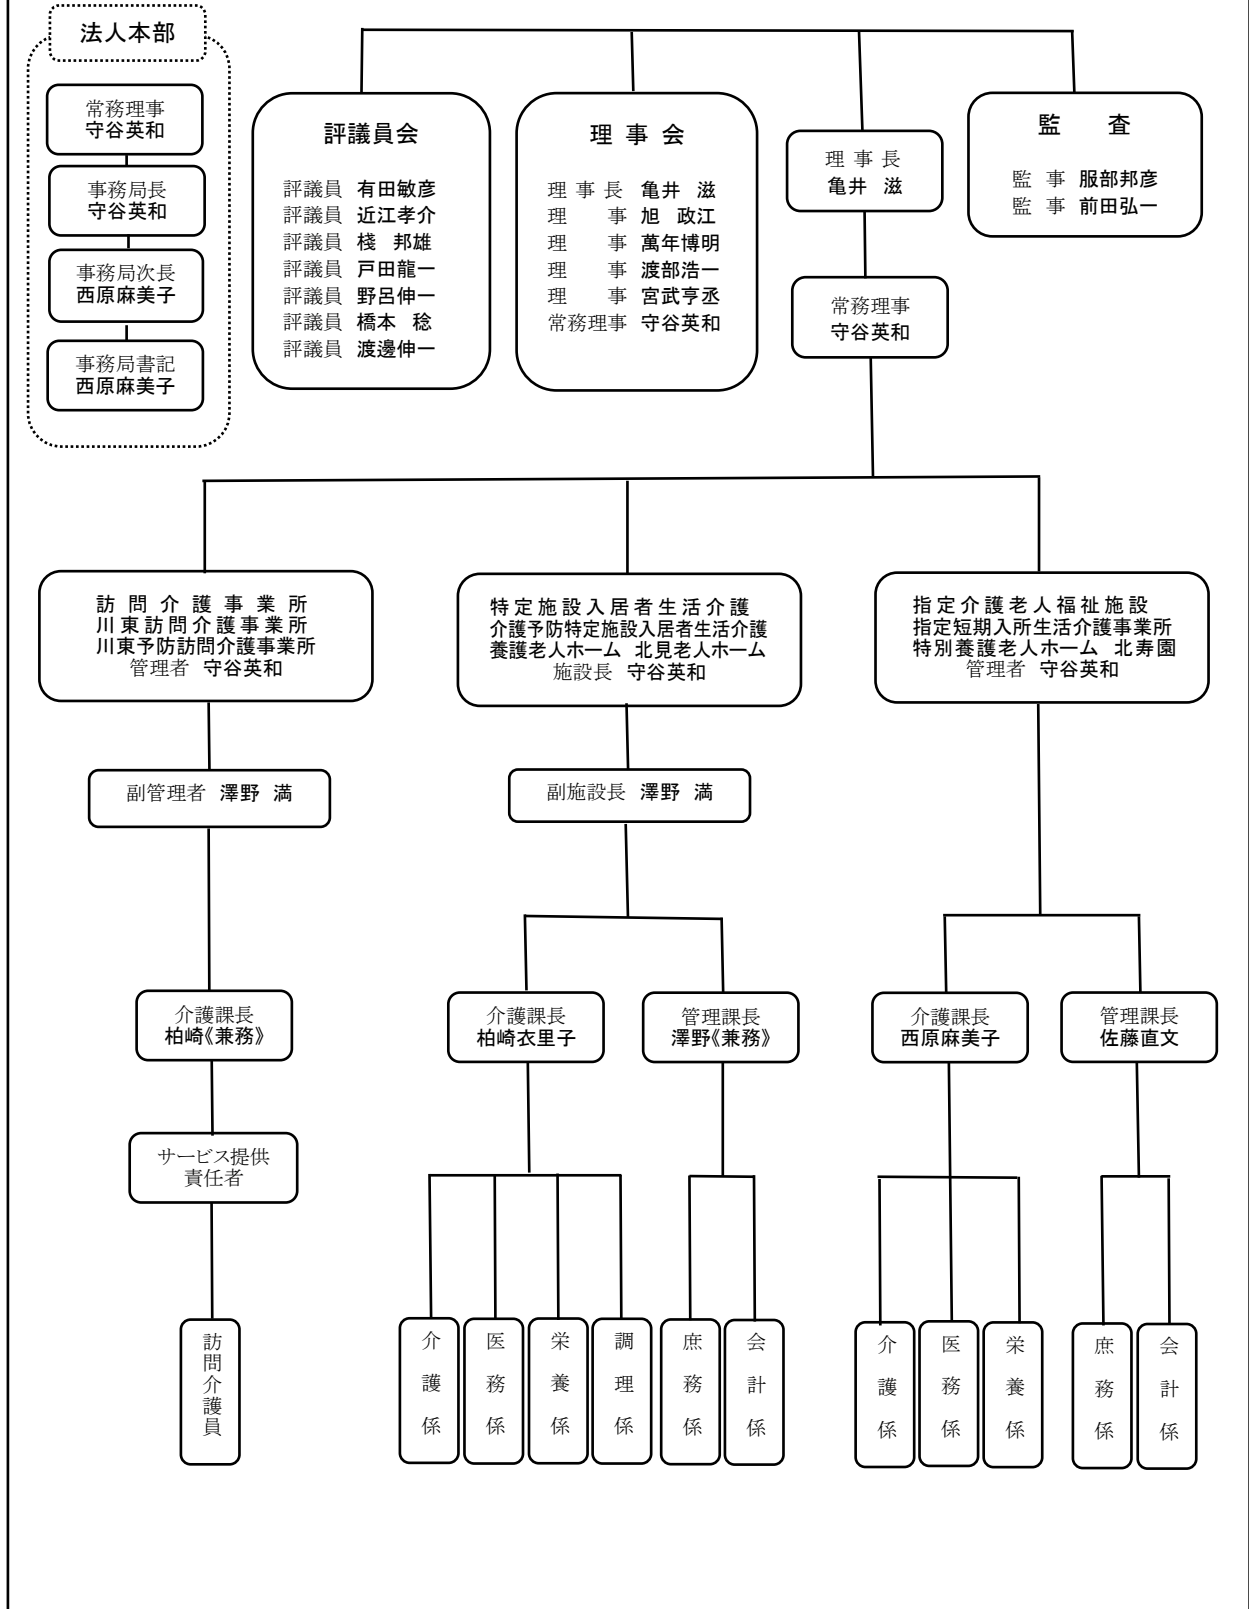 法人本部
常務理事
守谷英和
事務局長
守谷英和
事務局次長
西原麻美子
事務局書記
西原麻美子
評議員会
評議員 有田敏彦
評議員 近江孝介
評議員 棧 邦雄
評議員 戸田龍一
評議員 野呂伸一
評議員 橋本 稔
評議員 渡邊伸一
理 事 会
理 事 長 亀井 滋
理 事 旭 政江
理 事 萬年博明
理 事 渡部浩一
理 事 宮武亨丞
常務理事 守谷英和
理 事 長
亀井 滋
常務理事
守谷英和
監 査
監 事 服部邦彦
監 事 前田弘一
訪 問 介 護 事 業 所
川東訪問介護事業所
川東予防訪問介護事業所
管理者 守谷英和
副管理者 澤野 満
介護課長
柏崎《兼務》
サービス提供
責任者
訪問介護員
特定施設入居者生活介護
介護予防特定施設入居者生活介護
養護老人ホーム 北見老人ホーム
施設長 守谷英和
副施設長 澤野 満
介護課長
柏崎衣里子
管理課長
澤野《兼務》
介護係
医務係
栄養係
調理係
庶務係
会計係
指定介護老人福祉施設
指定短期入所生活介護事業所
特別養護老人ホーム 北寿園
管理者 守谷英和
介護課長
西原麻美子
管理課長
佐藤直文
介護係
医務係
栄養係
庶務係
会計係